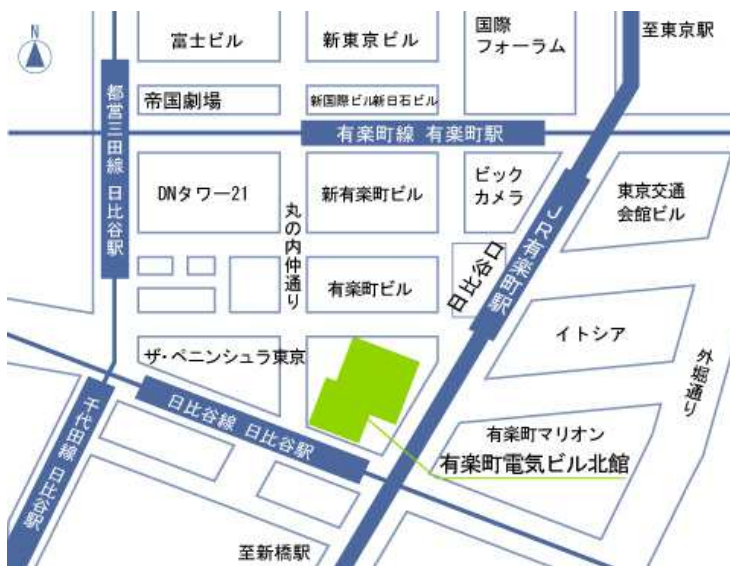 N
富士ビル
新東京ビル
国際
フォーラム
至東京駅
帝国劇場
新国際ビル新日石ビル
都営三田線 日比谷駅
有楽町線 有楽町駅
DNタワー21
丸の内仲通り
新有楽町ビル
ビック
カメラ
JR有楽町駅
東京交通
会館ビル
有楽町ビル
日比谷口
イトシア
外堀通り
ザ・ペニンシュラ東京
千代田線 日比谷駅
日比谷線 日比谷駅
有楽町マリオン
有楽町電気ビル北館
至新橋駅